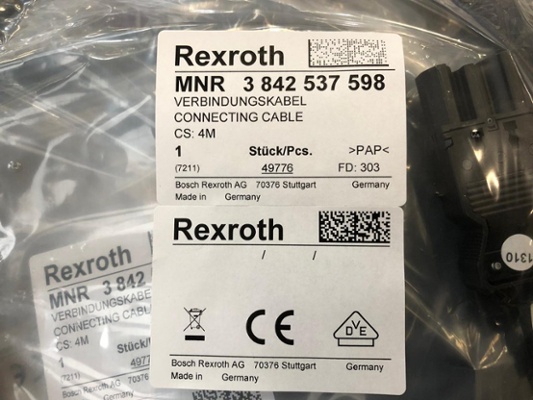 Rexroth
MNR 3 842 537 598
VERBINDUNGSKABEL
CONNECTING CABLE
CS: 4M
1 Stück/Pcs. >PAP<
(7211) 49776 FD: 303
Bosch Rexroth AG 70376 Stuttgart Germany
Made in Germany
Rexroth
/ /
CE
DVE
Bosch Rexroth AG 70376 Stuttgart Germany
Made in Germany
Rexroth
MNR 3 842
VERBINDUNGSKABEL
CONNECTING CABLE
CS: 4M
1 Stück/P
(7211) 4977
Bosch Rexroth AG 70376
Made in Germany
1310